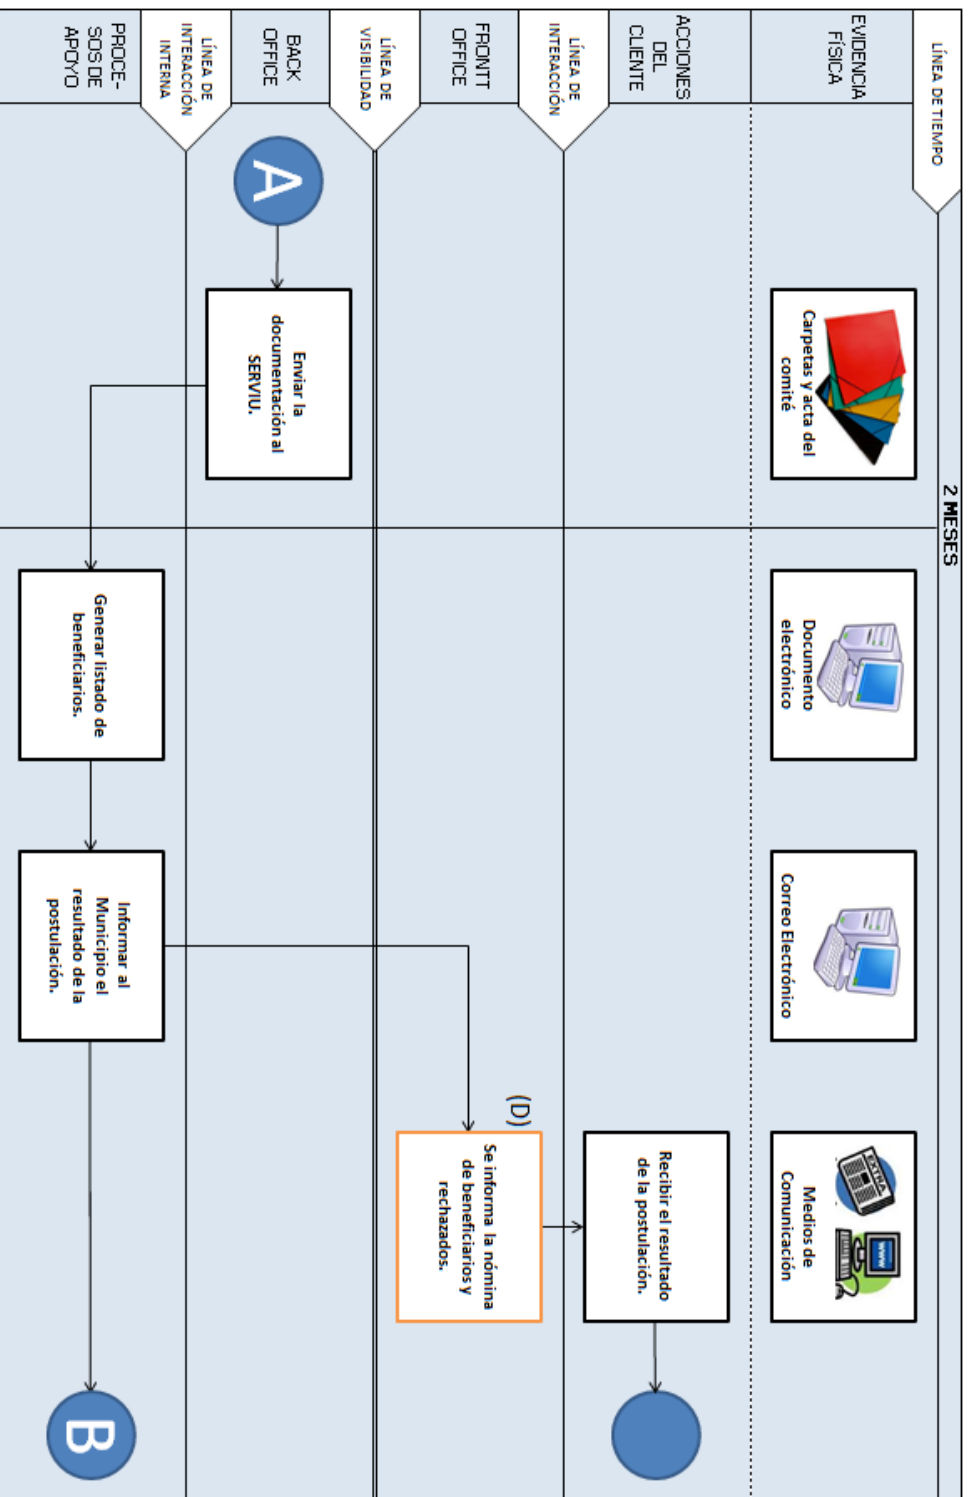 LÍNEA DE TIEMPO
2 MESES
EVIDENCIA
FÍSICA
Carpetas y acta del
comité
Documento
electrónico
Correo Electrónico
EXTRA
WWW
Medios de
Comunicación
ACCIONES
DEL
CLIENTE
Recibir el resultado
de la postulación.
LÍNEA DE
INTERACCIÓN
FRONTT
OFFICE
(D)
Se informa la nómina
de beneficiarios y
rechazados.
LÍNEA DE
VISIBILIDAD
BACK
OFFICE
A
Enviar la
documentación al
SERVIU.
LÍNEA DE
INTERACCIÓN
INTERNA
PROCE-
SOS DE
APOYO
Generar listado de
beneficiarios.
Informar al
Municipio el
resultado de la
postulación.
B